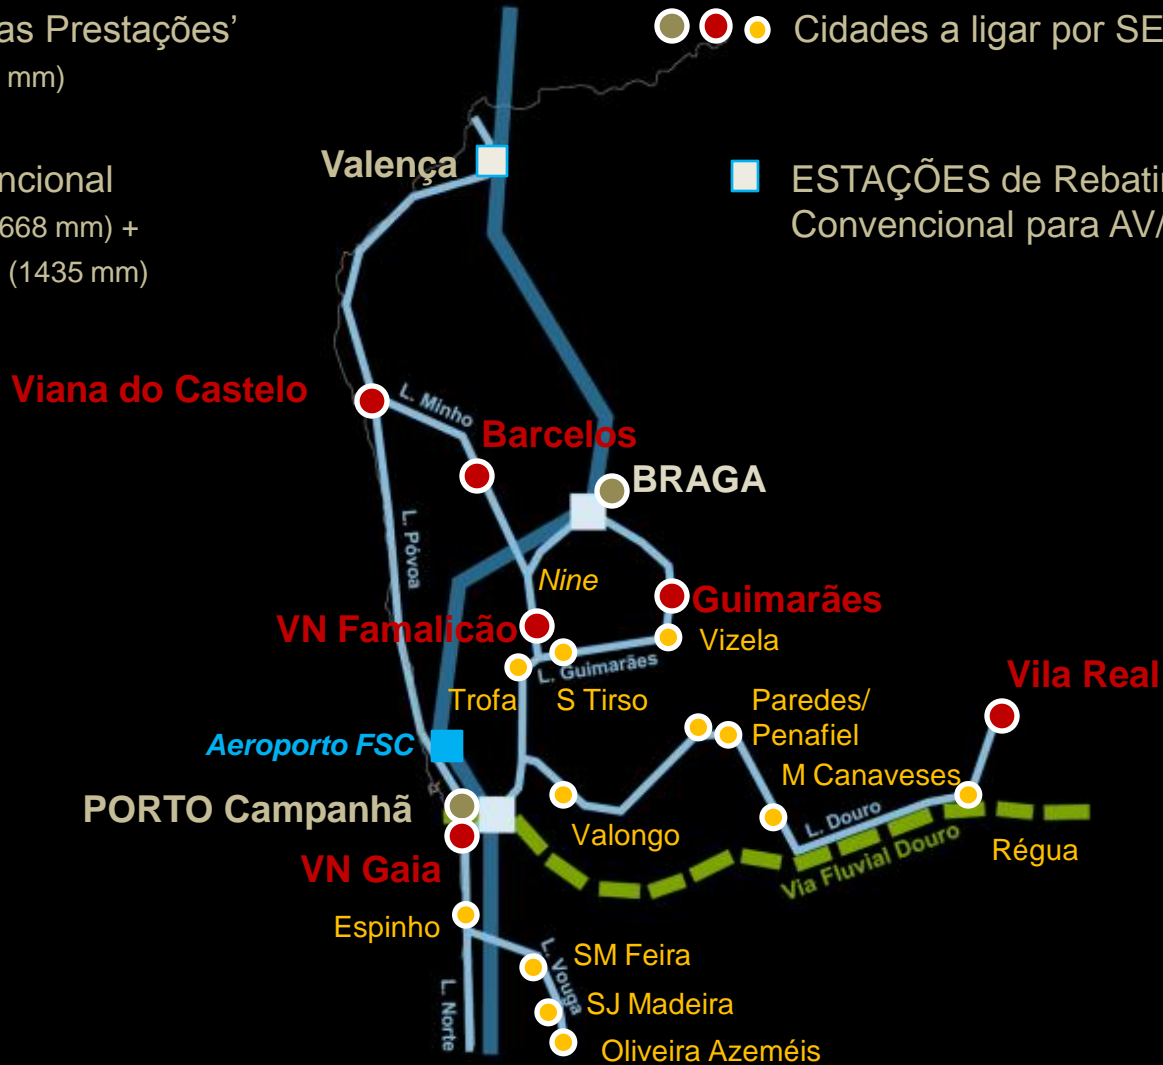 as Prestações’
mm)
Cidades a ligar por SE
ncional
668 mm) +
(1435 mm)
ESTAÇÕES de Rebatin
Convencional para AV/
Valença
Viana do Castelo
L. Minho
Barcelos
BRAGA
L. Póvoa
Nine
Guimarães
VN Famalicão
Vizela
L. Guimarães
Trofa
S Tirso
Vila Real
Paredes/
Penafiel
Aeroporto FSC
M Canaveses
PORTO Campanhã
Valongo
L. Douro
Régua
Via Fluvial Douro
VN Gaia
Espinho
SM Feira
L. Vouga
L. Norte
SJ Madeira
Oliveira Azeméis